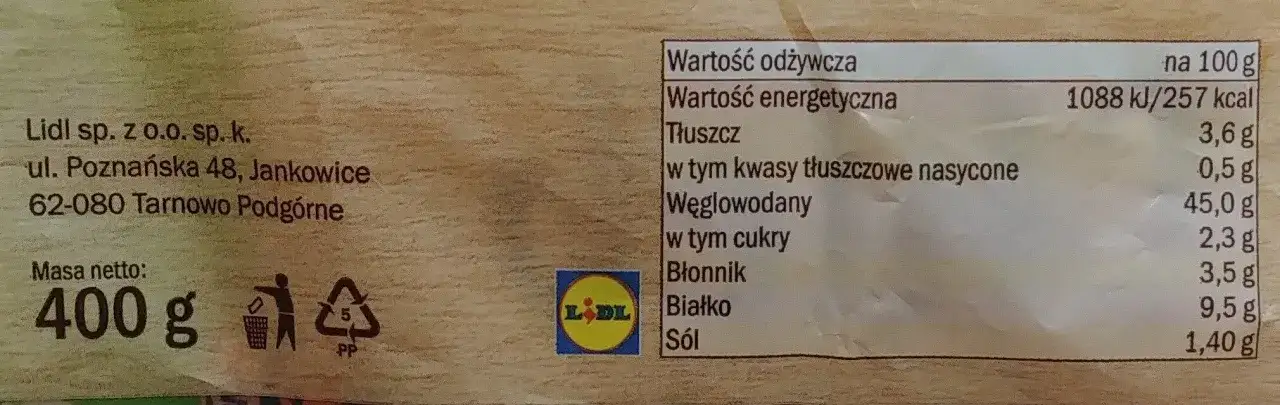 Lidl sp. z o.o. sp. k.
ul. Poznańska 48, Jankowice
62-080 Tarnowo Podgórne
Masa netto:
400 g
5
PP
LIDL
Wartość odżywcza na 100 g
Wartość energetyczna 1088 kJ/257 kcal
Tłuszcz 3,6 g
w tym kwasy tłuszczowe nasycone 0,5 g
Węglowodany 45,0 g
w tym cukry 2,3 g
Błonnik 3,5 g
Białko 9,5 g
Sól 1,40 g